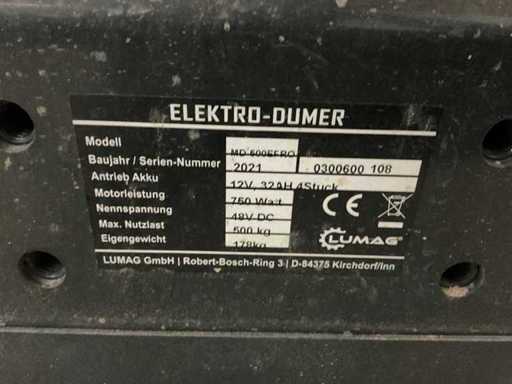 ELEKTRO-DUMER
Modell MD-500EFRO
Baujahr / Serien-Nummer 2021 0300600 108
Antrieb Akku 12V, 32AH 4Stuck
Motorleistung 750 Watt
Nennspannung 48V DC
Max. Nutzlast 500 kg
Eigengewicht 178kg
CE
LUMAG
LUMAG GmbH | Robert-Bosch-Ring 3 | D-84375 Kirchdorf/Inn